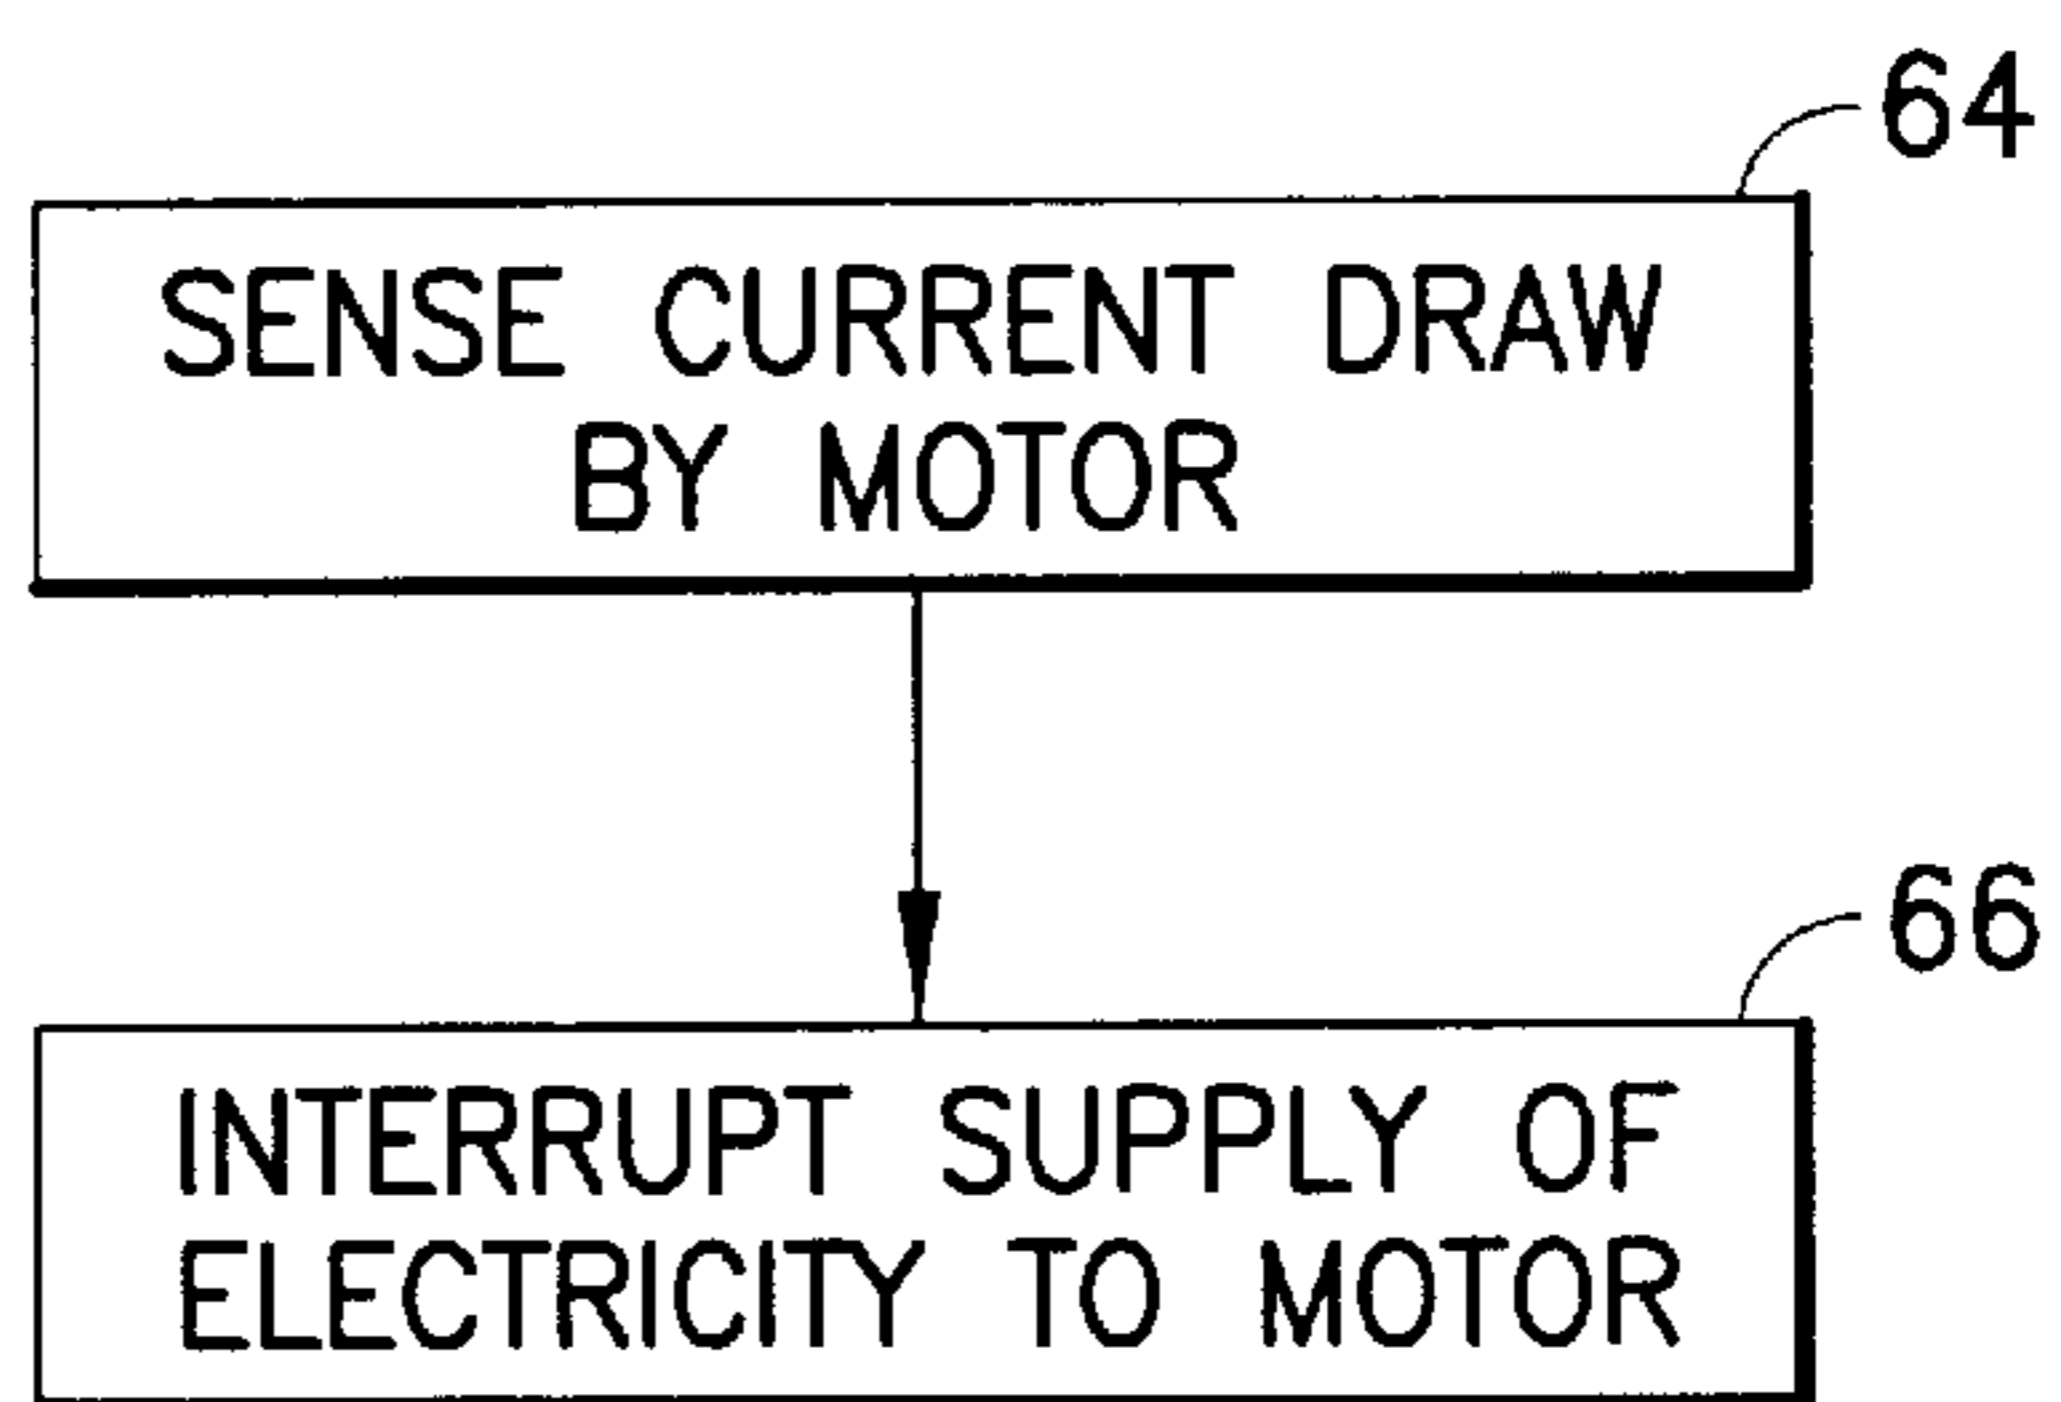 64
SENSE CURRENT DRAW
BY MOTOR
66
INTERRUPT SUPPLY OF
ELECTRICITY TO MOTOR